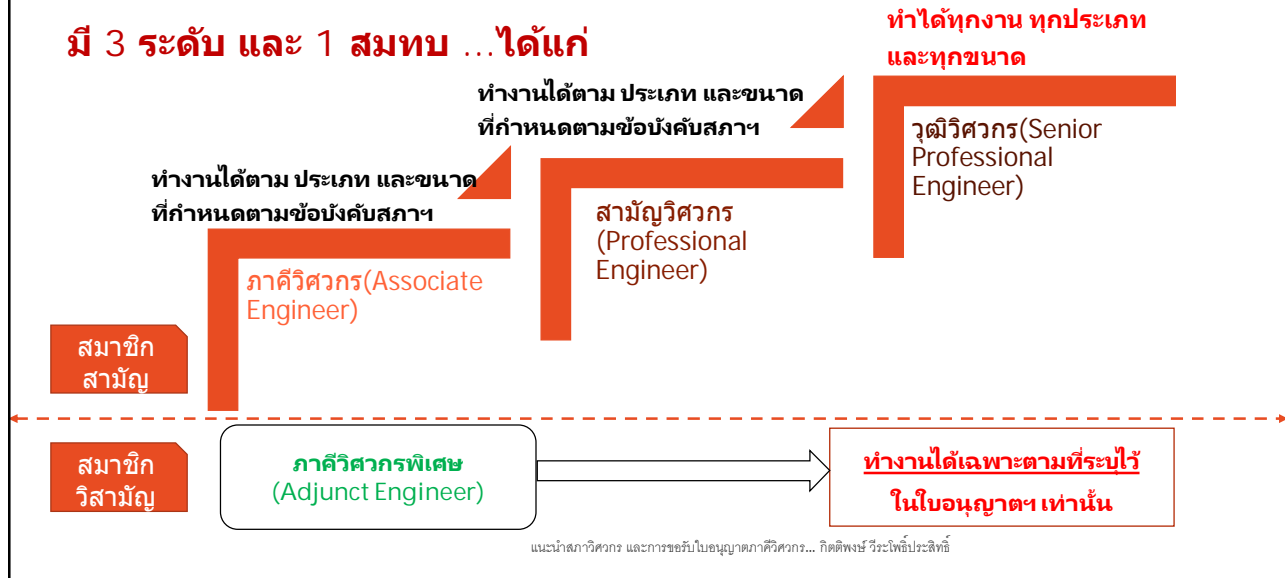 มี 3 ระดับ และ 1 สมทบ ...ได้แก่
ทำได้ทุกงาน ทุกประเภท
และทุกขนาด
ทำงานได้ตาม ประเภท และขนาด
ที่กำหนดตามข้อบังคับสภาฯ
วุฒิวิศวกร(Senior
Professional
Engineer)
ทำงานได้ตาม ประเภท และขนาด
ที่กำหนดตามข้อบังคับสภาฯ
สามัญวิศวกร
(Professional
Engineer)
ภาคีวิศวกร(Associate
Engineer)
สมาชิก
สามัญ
สมาชิก
วิสามัญ
ภาคีวิศวกรพิเศษ
(Adjunct Engineer)
ทำงานได้เฉพาะตามที่ระบุไว้
ในใบอนุญาตฯ เท่านั้น
แนะนำสภาวิศวกร และการขอรับใบอนุญาตภาคีวิศวกร... กิตติพงษ์ วีระโพธิ์ประสิทธิ์